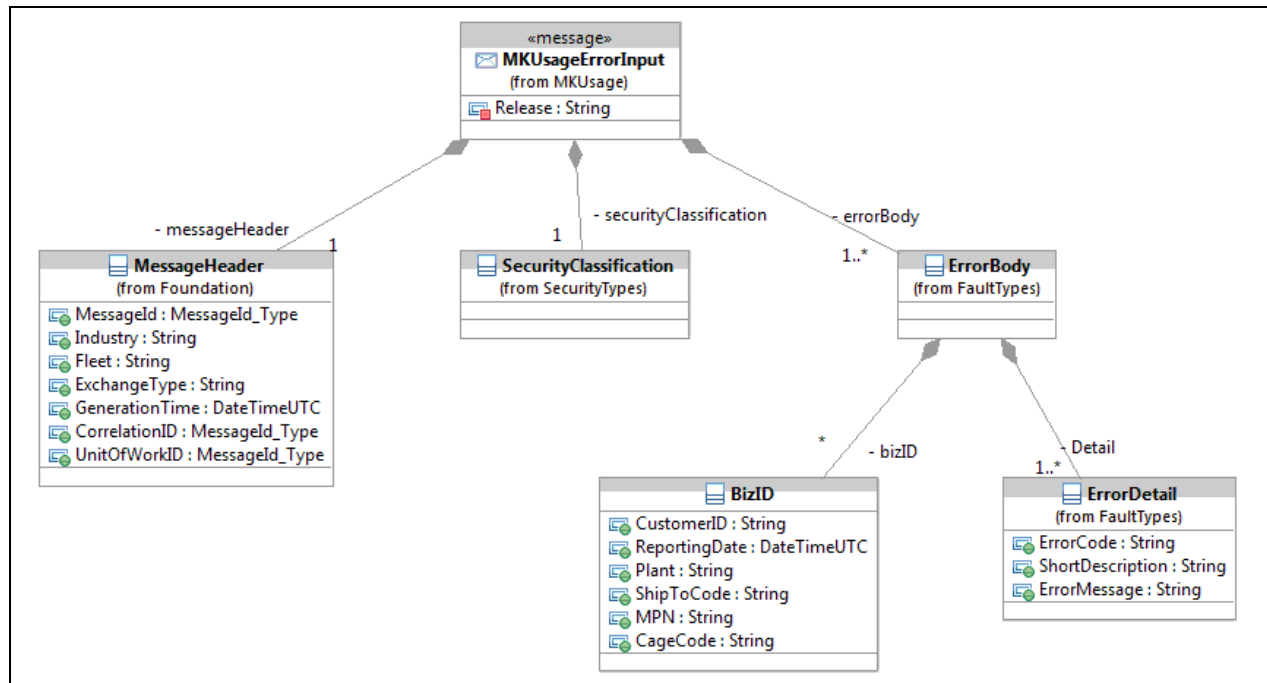 «message»
MKUsageErrorInput
(from MKUsage)
Release : String
- messageHeader
1
- securityClassification
1
- errorBody
1..*
MessageHeader
(from Foundation)
MessageId : MessageId_Type
Industry : String
Fleet : String
ExchangeType : String
GenerationTime : DateTimeUTC
CorrelationID : MessageId_Type
UnitOfWorkID : MessageId_Type
SecurityClassification
(from SecurityTypes)
ErrorBody
(from FaultTypes)
*
- bizID
- Detail
1..*
BizID
CustomerID : String
ReportingDate : DateTimeUTC
Plant : String
ShipToCode : String
MPN : String
CageCode : String
ErrorDetail
(from FaultTypes)
ErrorCode : String
ShortDescription : String
ErrorMessage : String